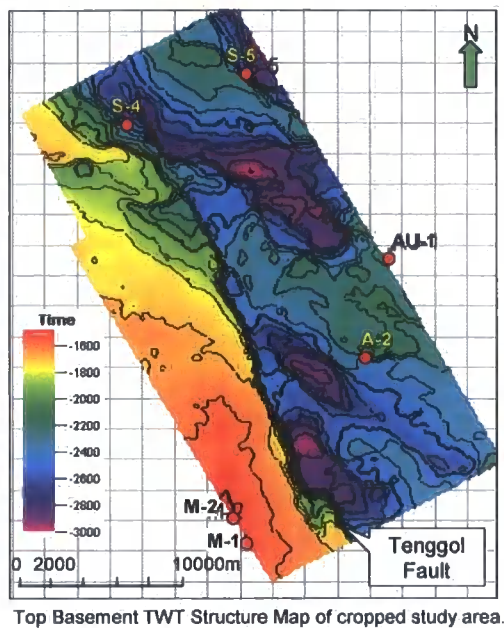 N
S-5
S-4
AU-1
A-2
Time
-1600
-1800
-2000
-2200
-2400
-2600
-2800
-3000
M-2
M-1
Tenggol
Fault
0 2000 10000m
Top Basement TWT Structure Map of cropped study area.